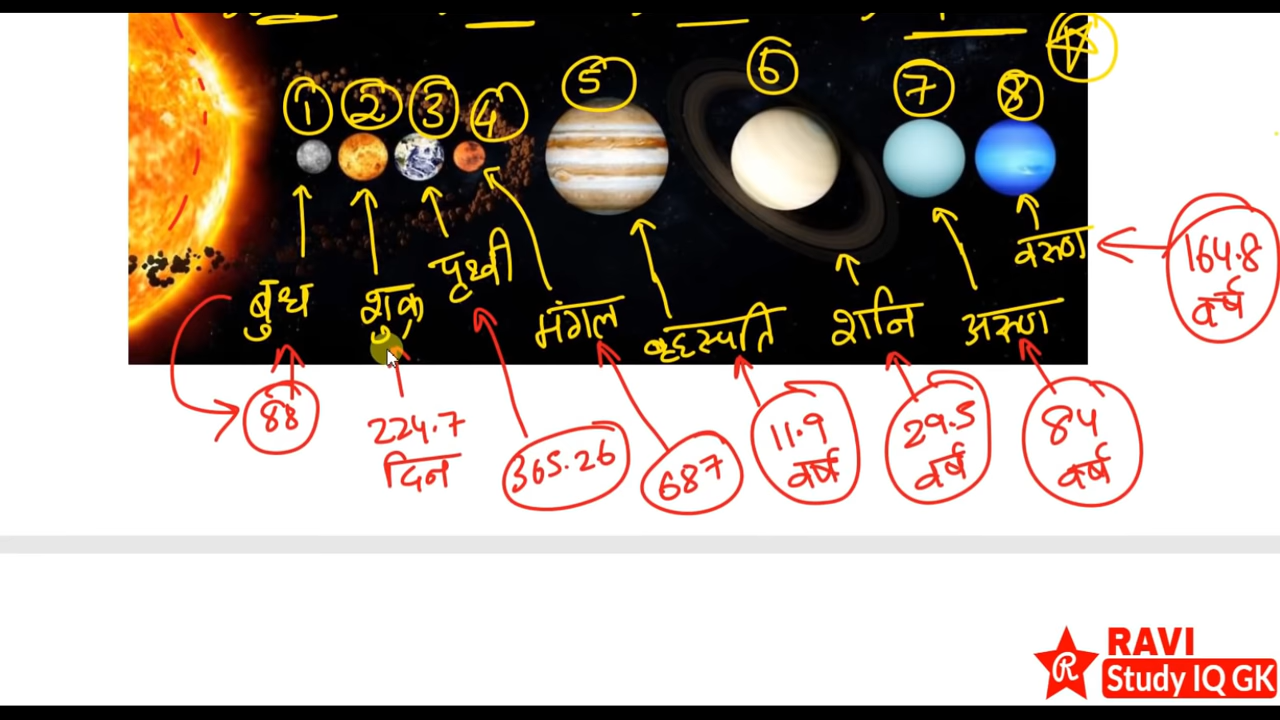 1 2 3 4 5 6 7 8
बुध शुक्र पृथ्वी मंगल बृहस्पति शनि अरुण वरुण
164.8
वर्ष
88
224.7
दिन
365.26
687
11.9
वर्ष
29.5
वर्ष
84
वर्ष
RAVI
R
Study IQ GK